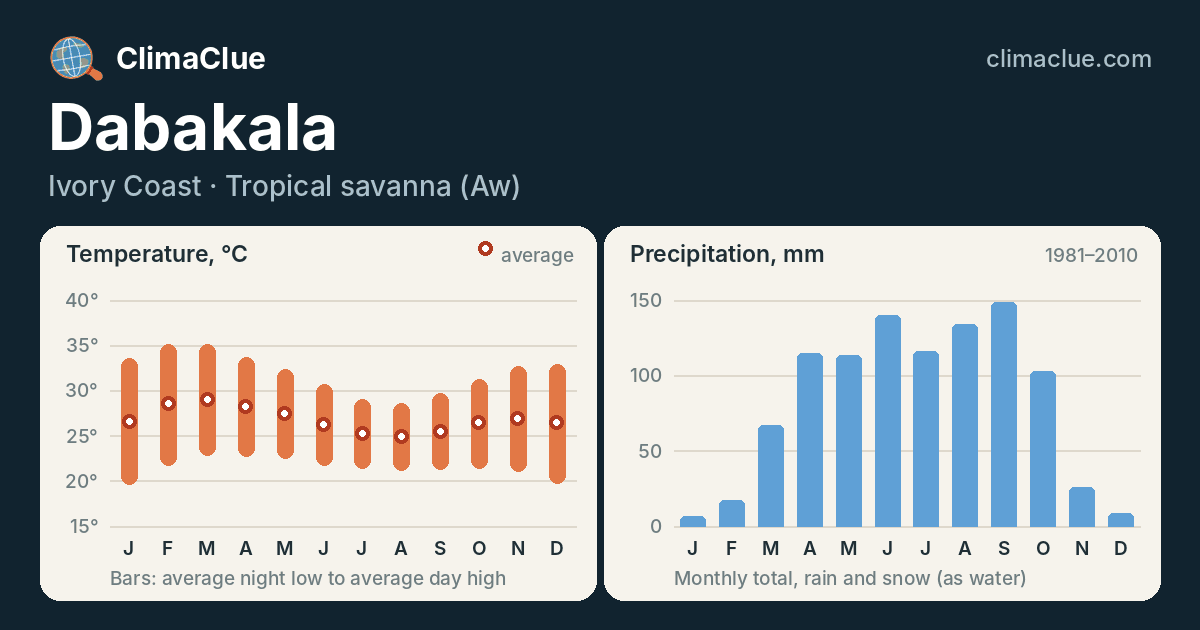 ClimaClue
climaclue.com
Dabakala
Ivory Coast · Tropical savanna (Aw)
Temperature, °C
average
40°
35°
30°
25°
20°
15°
J F M A M J J A S O N D
Bars: average night low to average day high
Precipitation, mm
1981–2010
150
100
50
0
J F M A M J J A S O N D
Monthly total, rain and snow (as water)